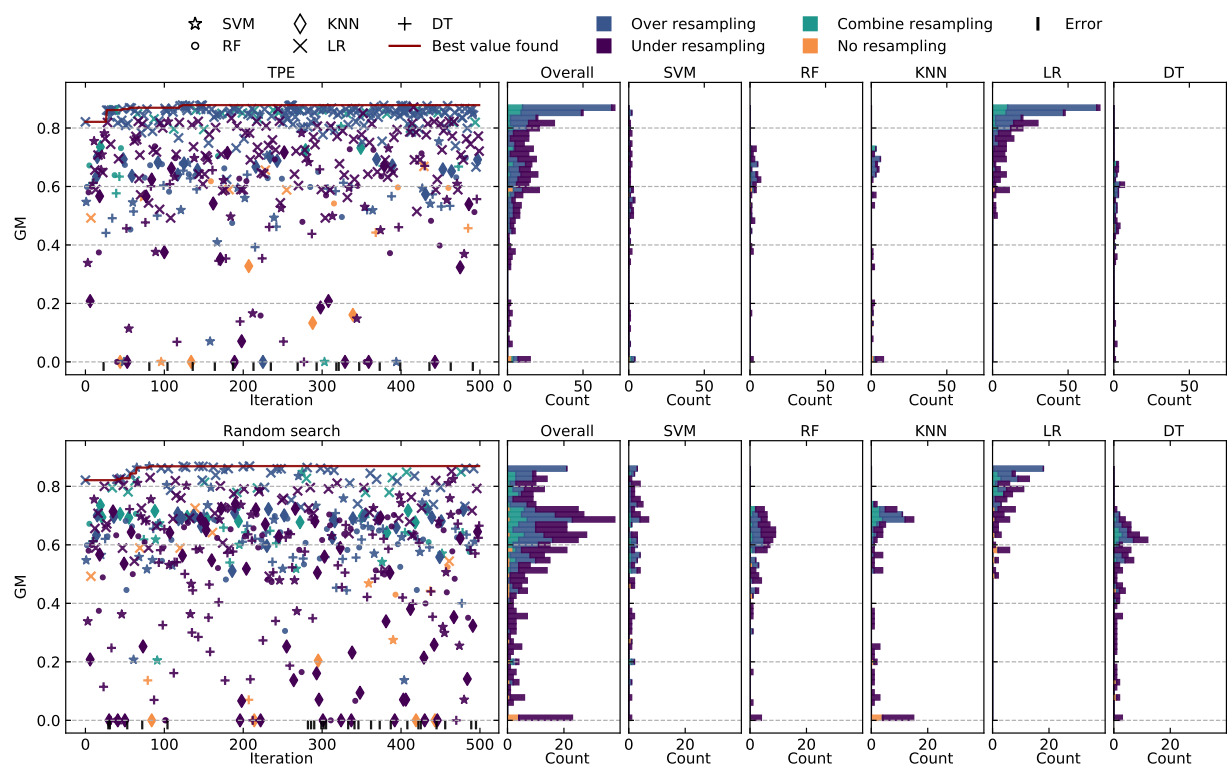 SVM KNN DT Over resampling Combine resampling Error
RF LR Best value found Under resampling No resampling
TPE Overall SVM RF KNN LR DT
GM
0.8
0.6
0.4
0.2
0.0
0 100 200 300 400 500 0 50 0 50 0 50 0 50 0 50 0 50
Iteration Count Count Count Count Count Count
Random search Overall SVM RF KNN LR DT
GM
0.8
0.6
0.4
0.2
0.0
0 100 200 300 400 500 0 20 0 20 0 20 0 20 0 20 0 20
Iteration Count Count Count Count Count Count